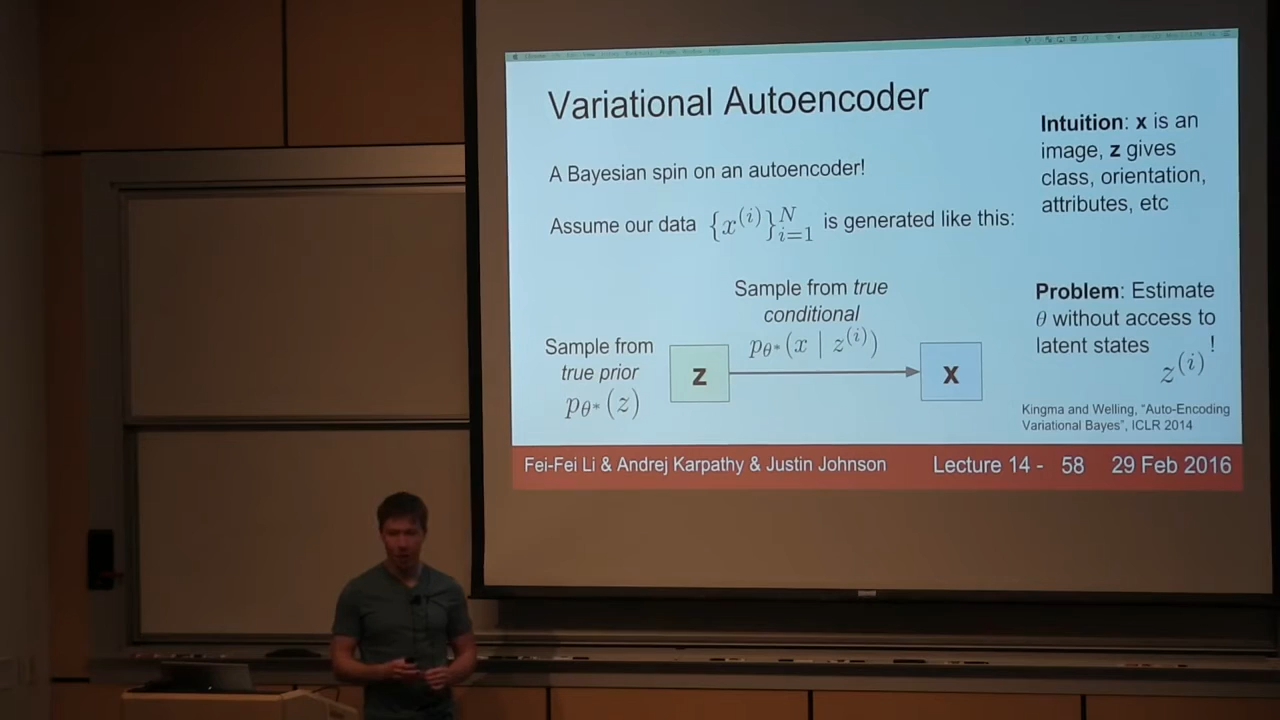 Variational Autoencoder
A Bayesian spin on an autoencoder!
Assume our data {x^(i)}_{i=1}^N is generated like this:
Sample from
true prior
p_{θ*}(z)
z
Sample from true
conditional
p_{θ*}(x | z^(i))
x
Intuition: x is an
image, z gives
class, orientation,
attributes, etc
Problem: Estimate
θ without access to
latent states z^(i) !
Kingma and Welling, "Auto-Encoding
Variational Bayes", ICLR 2014
Fei-Fei Li & Andrej Karpathy & Justin Johnson Lecture 14 - 58 29 Feb 2016